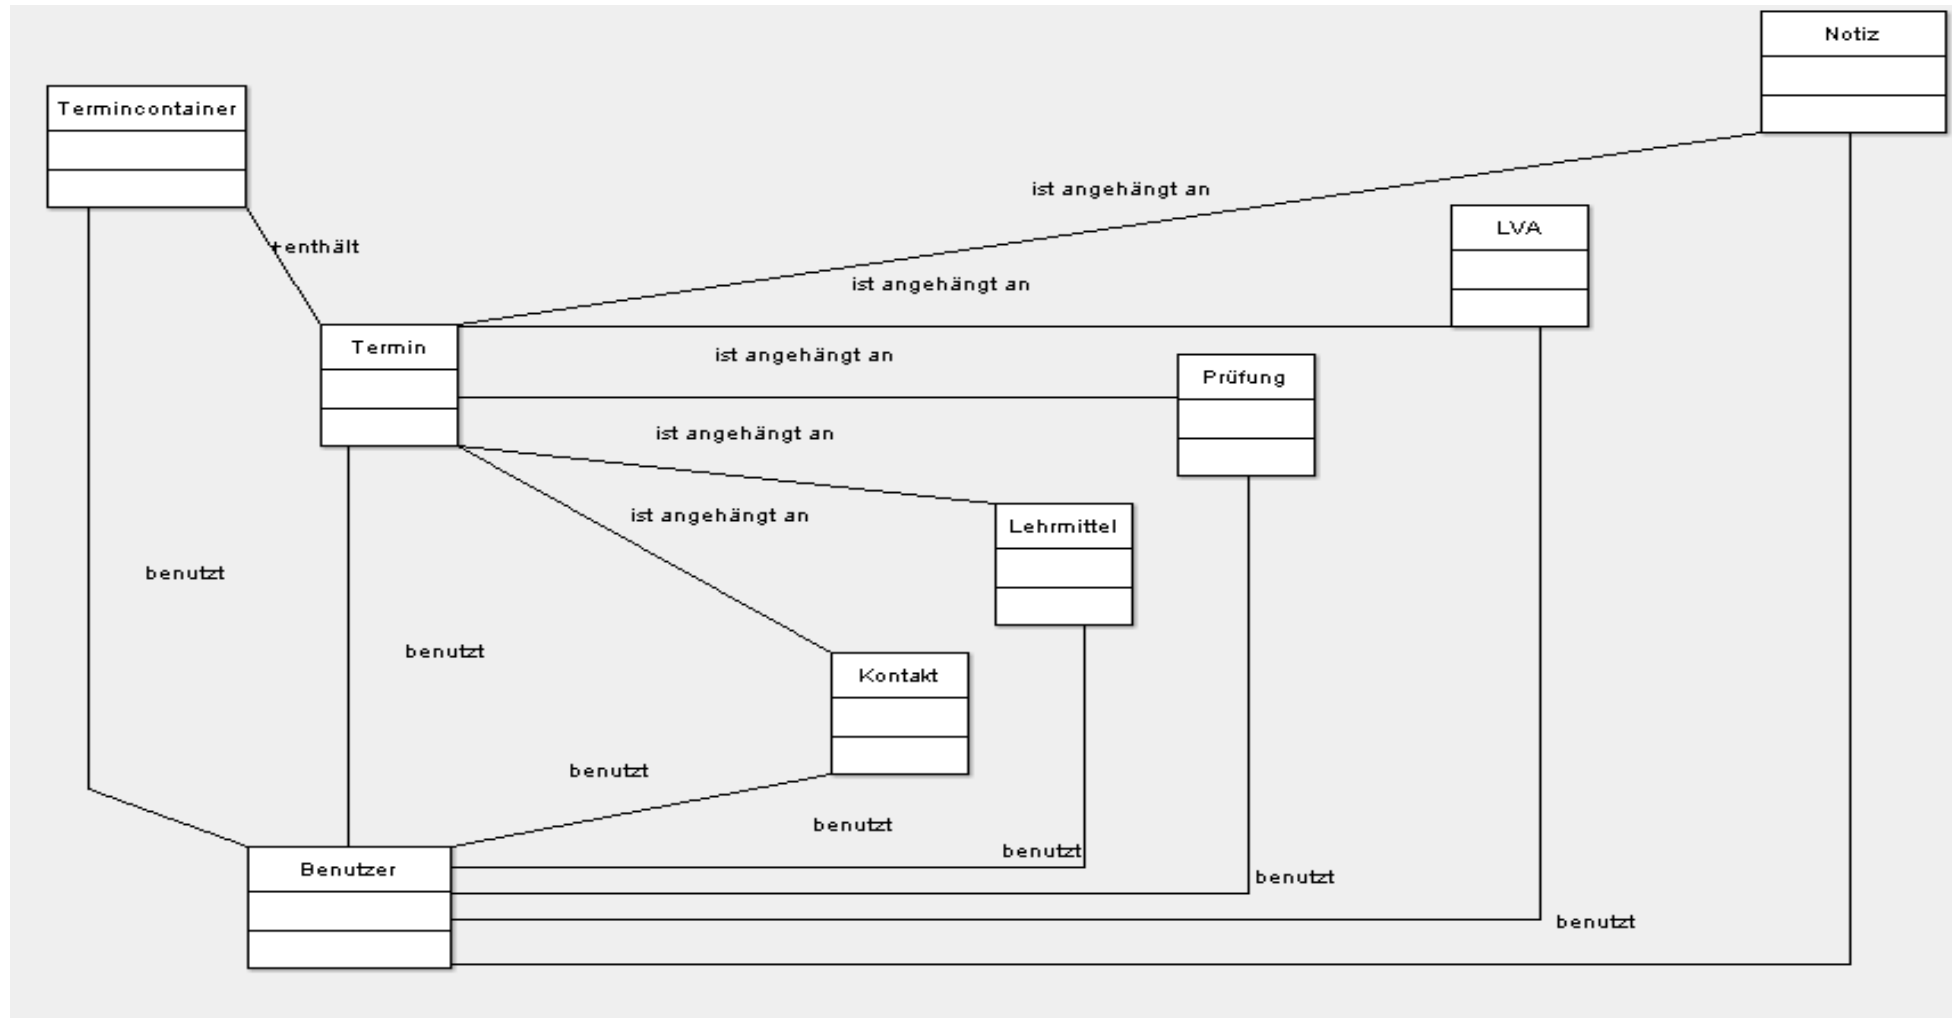 Notiz
Termincontainer
ist angehängt an
LVA
+enthält
ist angehängt an
Termin
ist angehängt an
Prüfung
ist angehängt an
ist angehängt an
Lehrmittel
benutzt
benutzt
Kontakt
benutzt
benutzt
benutzt
Benutzer
benutzt
benutzt